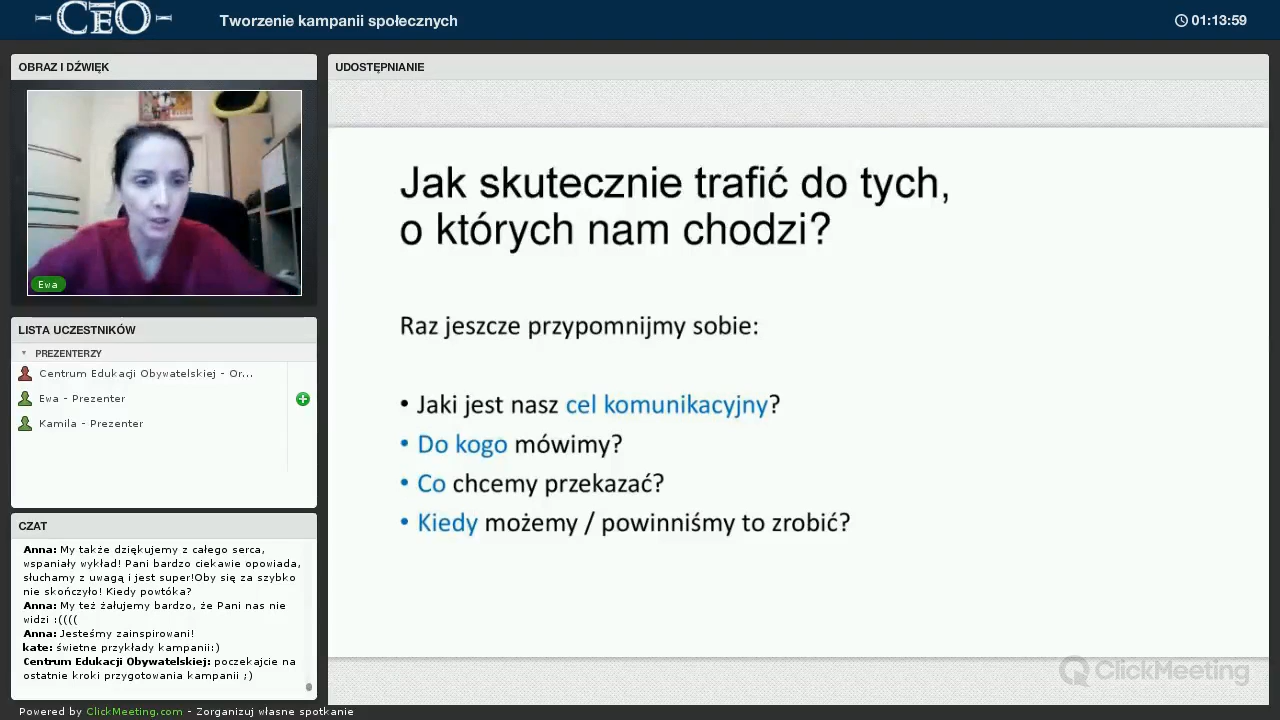 CEO
Tworzenie kampanii społecznych
01:13:59
OBRAZ I DŹWIĘK
Ewa
LISTA UCZESTNIKÓW
PREZENTERZY
Centrum Edukacji Obywatelskiej - Or...
Ewa - Prezenter
Kamila - Prezenter
CZAT
Anna: My także dziękujemy z całego serca,
wspaniały wykład! Pani bardzo ciekawie opowiada,
słuchamy z uwagą i jest super!Oby się za szybko
nie skończyło! Kiedy powtóka?
Anna: My też żałujemy bardzo, że Pani nas nie
widzi :((((
Anna: Jesteśmy zainspirowani!
kate: świetne przykłady kampanii:)
Centrum Edukacji Obywatelskiej: poczekajcie na
ostatnie kroki przygotowania kampanii ;)
UDOSTĘPNIANIE
Jak skutecznie trafić do tych,
o których nam chodzi?
Raz jeszcze przypomnijmy sobie:
• Jaki jest nasz cel komunikacyjny?
• Do kogo mówimy?
• Co chcemy przekazać?
• Kiedy możemy / powinniśmy to zrobić?
ClickMeeting
Powered by ClickMeeting.com - Zorganizuj własne spotkanie